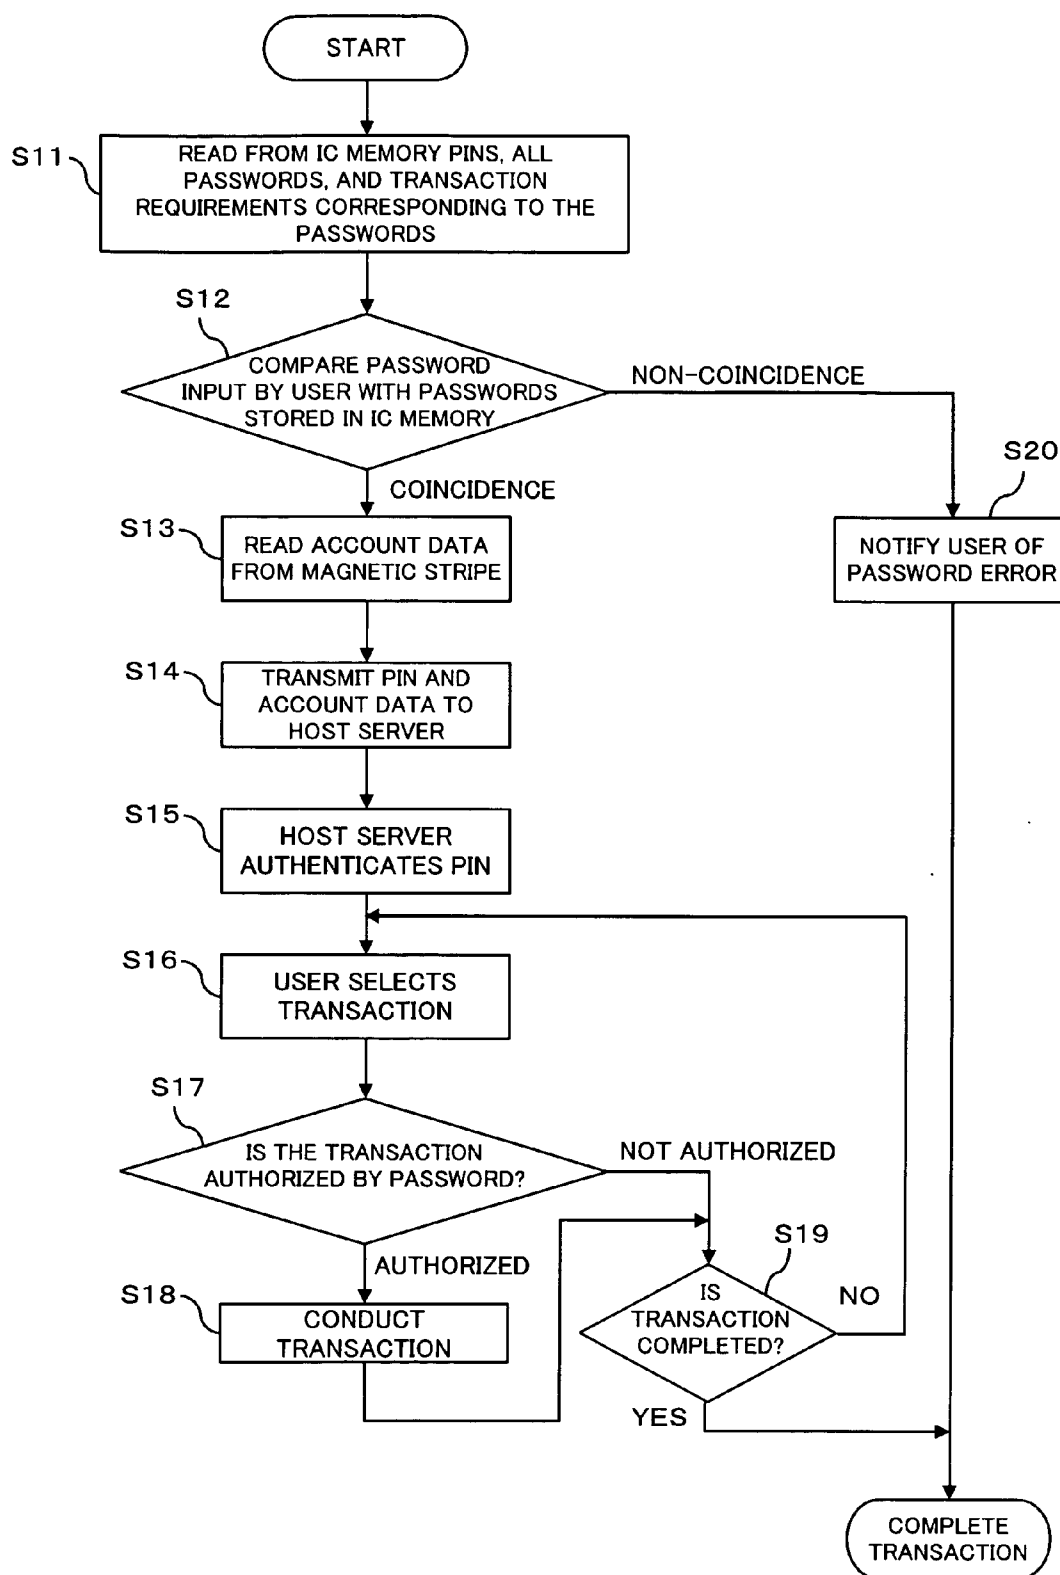 START
S11
READ FROM IC MEMORY PINS, ALL
PASSWORDS, AND TRANSACTION
REQUIREMENTS CORRESPONDING TO THE
PASSWORDS
S12
COMPARE PASSWORD
INPUT BY USER WITH PASSWORDS
STORED IN IC MEMORY
NON-COINCIDENCE
COINCIDENCE
S20
NOTIFY USER OF
PASSWORD ERROR
S13
READ ACCOUNT DATA
FROM MAGNETIC STRIPE
S14
TRANSMIT PIN AND
ACCOUNT DATA TO
HOST SERVER
S15
HOST SERVER
AUTHENTICATES PIN
S16
USER SELECTS
TRANSACTION
S17
IS THE TRANSACTION
AUTHORIZED BY PASSWORD?
NOT AUTHORIZED
AUTHORIZED
S18
CONDUCT
TRANSACTION
S19
IS
TRANSACTION
COMPLETED?
NO
YES
COMPLETE
TRANSACTION